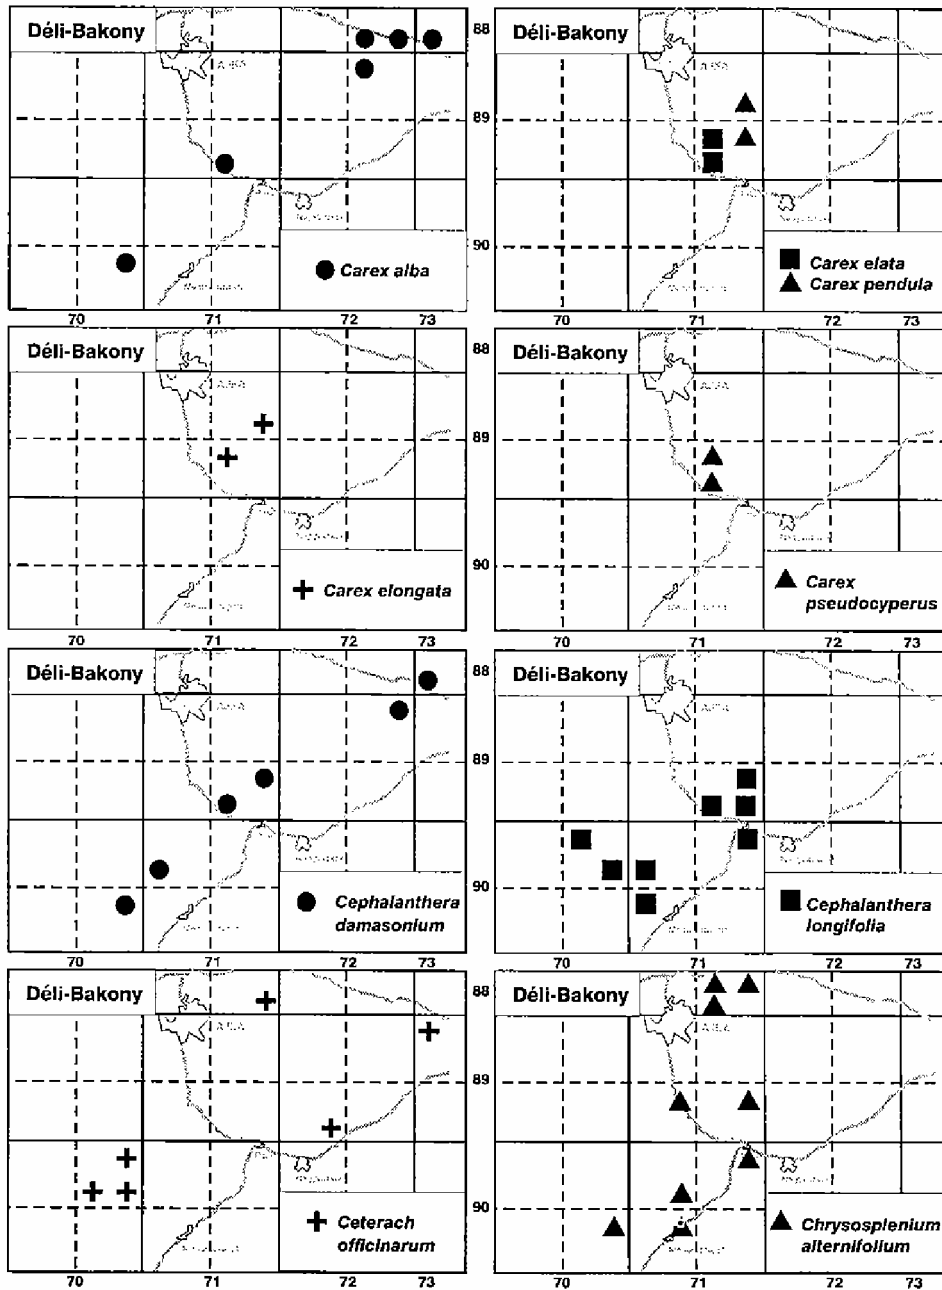 Déli-Bakony
Carex alba
70 71 72 73
Déli-Bakony
88
89
90
Carex elata
Carex pendula
70 71 72 73
Déli-Bakony
Carex elongata
70 71 72 73
Déli-Bakony
88
89
90
Carex
pseudocyperus
70 71 72 73
Déli-Bakony
Cephalanthera
damasonium
70 71 72 73
Déli-Bakony
88
89
90
Cephalanthera
longifolia
70 71 72 73
Déli-Bakony
Ceterach
officinarum
70 71 72 73
Déli-Bakony
88
89
90
Chrysosplenium
alternifolium
70 71 72 73